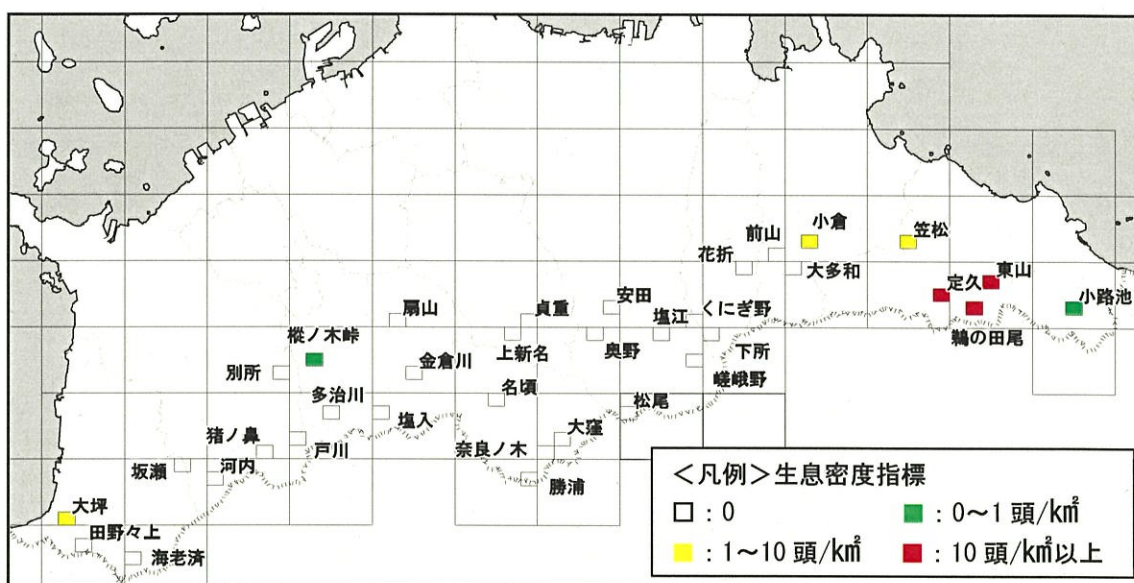 小倉
笠松
前山
花折
大多和
東山
定久
小路池
鵜の田尾
安田
くにぎ野
貞重
塩江
扇山
樅ノ木峠
上新名
奥野
下所
別所
金倉川
嵯峨野
多治川
名頃
松尾
塩入
猪ノ鼻
大窪
戸川
奈良ノ木
坂瀬
河内
勝浦
大坪
田野々上
海老済
<凡例>生息密度指標
: 0
: 0~1 頭/k㎡
: 1~10 頭/k㎡
: 10 頭/k㎡以上